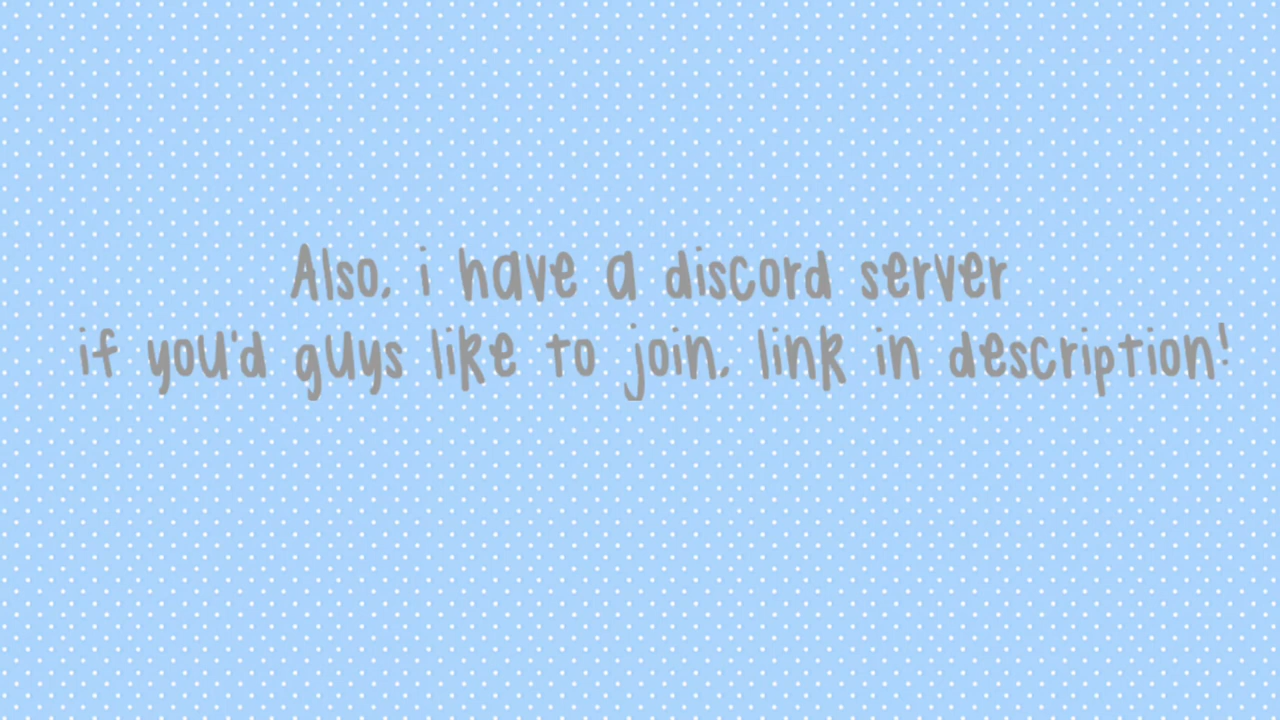 Also, i have a discord server
if you'd guys like to join, link in description!